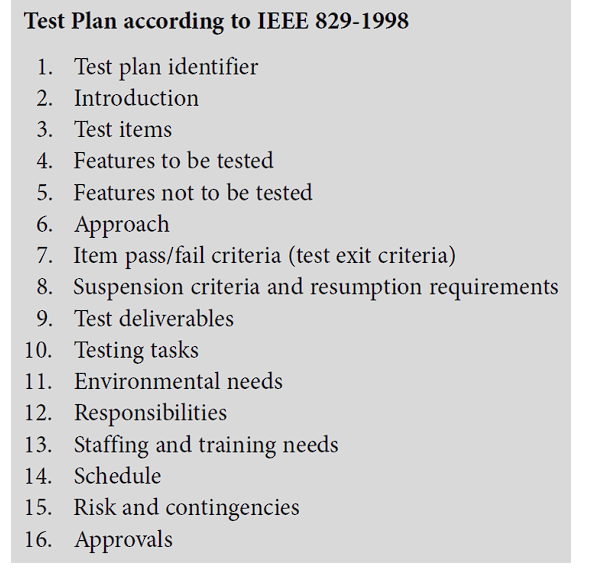 Test Plan according to IEEE 829-1998
1. Test plan identifier
2. Introduction
3. Test items
4. Features to be tested
5. Features not to be tested
6. Approach
7. Item pass/fail criteria (test exit criteria)
8. Suspension criteria and resumption requirements
9. Test deliverables
10. Testing tasks
11. Environmental needs
12. Responsibilities
13. Staffing and training needs
14. Schedule
15. Risk and contingencies
16. Approvals